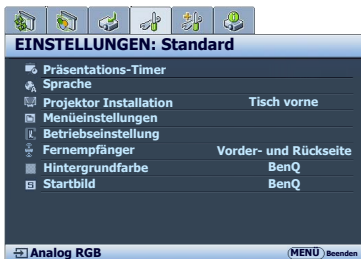 EINSTELLUNGEN: Standard
Präsentations-Timer
Sprache
Projektor Installation Tisch vorne
Menüeinstellungen
Betriebseinstellung
Fernempfänger Vorder- und Rückseite
Hintergrundfarbe BenQ
Startbild BenQ
Analog RGB MENÜ Beenden